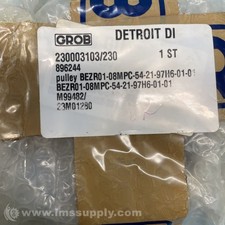 GROB DETROIT DI
230003103/230 1 ST
896244
pulley BEZR01-08MPC-54-21-97H6-01-01
BEZR01-08MPC-54-21-97H6-01-01
M99482/
23M01260
www.fmssupply.com